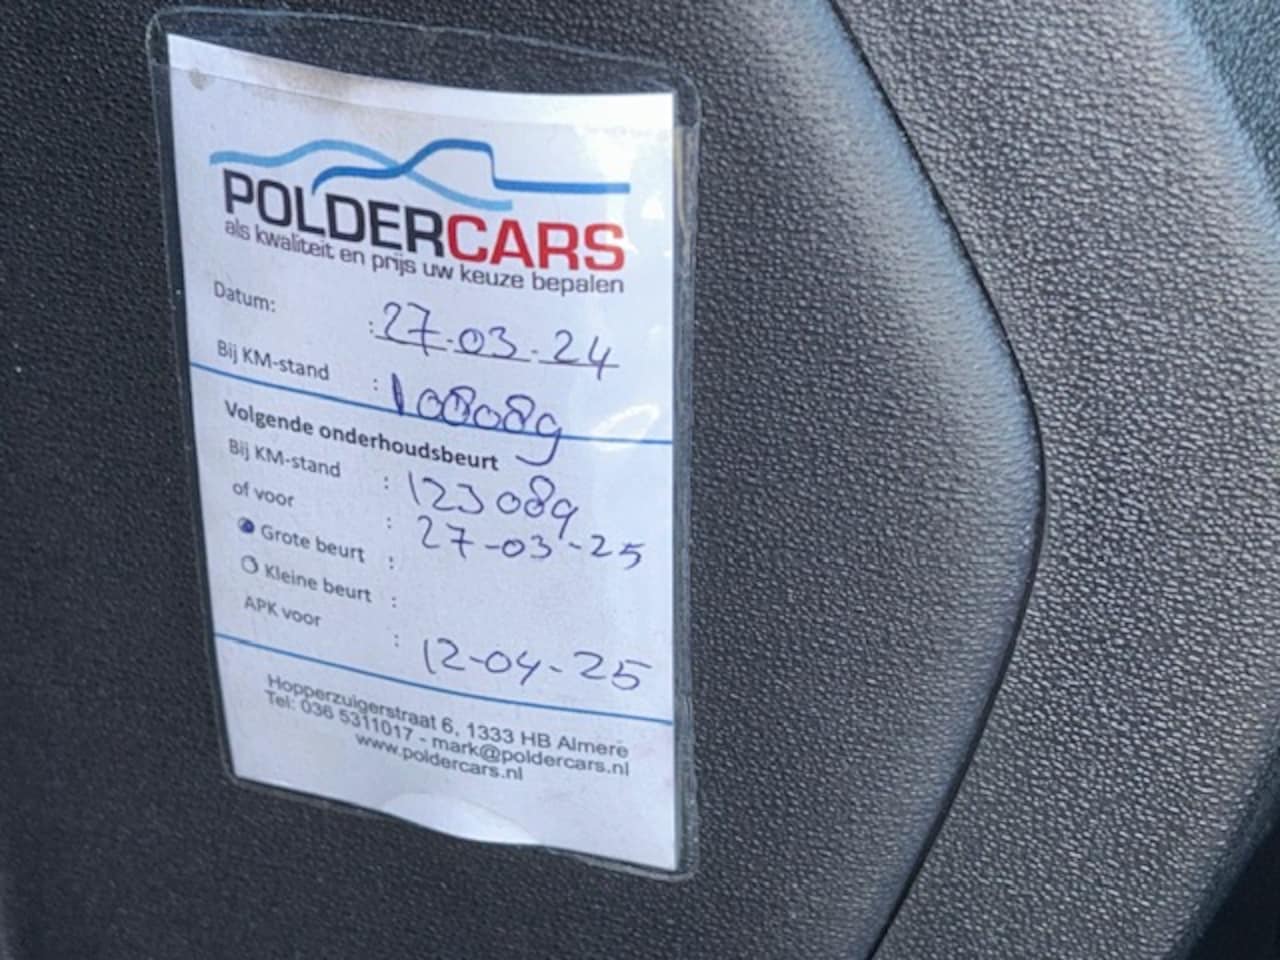 POLDERCARS
als kwaliteit en prijs uw keuze bepalen
Datum: : 27-03-24
Bij KM-stand : 108089
Volgende onderhoudsbeurt
Bij KM-stand : 123089
of voor : 27-03-25
Grote beurt :
Kleine beurt :
APK voor : 12-04-25
Hopperzuigerstraat 6, 1333 HB Almere
Tel: 036 5311017 - mark@poldercars.nl
www.poldercars.nl